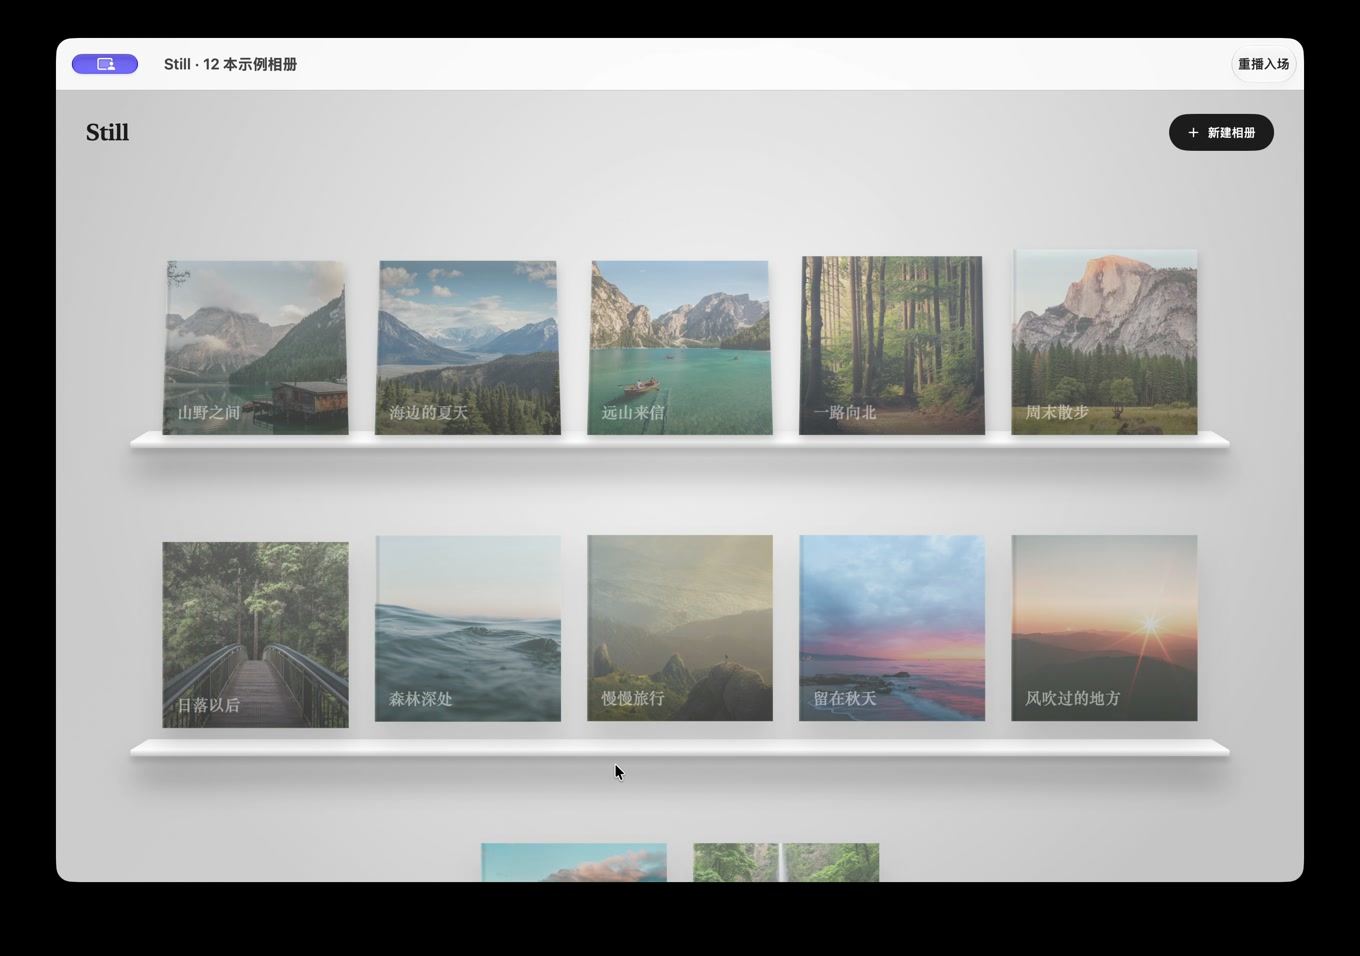 Still · 12 本示例相册
重播入场
Still
+ 新建相册
山野之间
海边的夏天
远山来信
一路向北
周末散步
日落以后
森林深处
慢慢旅行
留在秋天
风吹过的地方